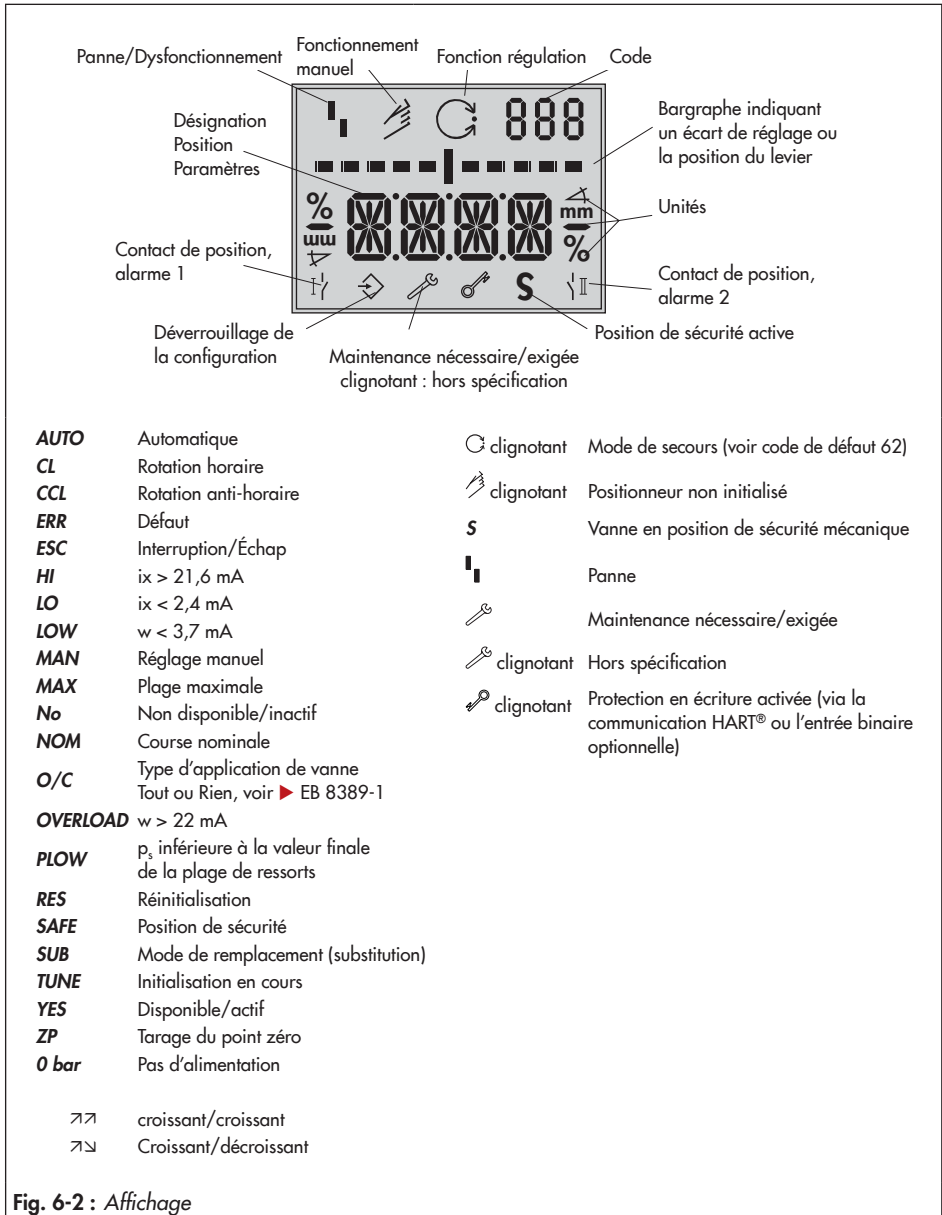 Panne/Dysfonctionnement
Fonctionnement
manuel
Fonction régulation
Code
Désignation
Position
Paramètres
Bargraphe indiquant
un écart de réglage ou
la position du levier
888
%
mm
mm
%
Unités
Contact de position,
alarme 1
I
S
II
Contact de position,
alarme 2
Déverrouillage de
la configuration
Maintenance nécessaire/exigée
clignotant : hors spécification
Position de sécurité active
AUTO Automatique
CL Rotation horaire
CCL Rotation anti-horaire
ERR Défaut
ESC Interruption/Échap
HI ix > 21,6 mA
LO ix < 2,4 mA
LOW w < 3,7 mA
MAN Réglage manuel
MAX Plage maximale
No Non disponible/inactif
NOM Course nominale
O/C Type d'application de vanne
Tout ou Rien, voir ▶ EB 8389-1
OVERLOAD w > 22 mA
PLOW ps inférieure à la valeur finale
de la plage de ressorts
RES Réinitialisation
SAFE Position de sécurité
SUB Mode de remplacement (substitution)
TUNE Initialisation en cours
YES Disponible/actif
ZP Tarage du point zéro
0 bar Pas d'alimentation
↗↗ croissant/croissant
↗↘ Croissant/décroissant
clignotant Mode de secours (voir code de défaut 62)
clignotant Positionneur non initialisé
S Vanne en position de sécurité mécanique
Panne
Maintenance nécessaire/exigée
clignotant Hors spécification
clignotant Protection en écriture activée (via la
communication HART® ou l'entrée binaire
optionnelle)
Fig. 6-2 : Affichage